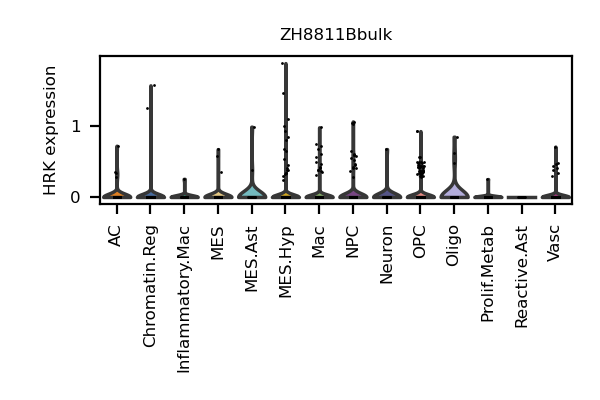 ZH8811Bbulk
HRK expression
1
0
AC
Chromatin.Reg
Inflammatory.Mac
MES
MES.Ast
MES.Hyp
Mac
NPC
Neuron
OPC
Oligo
Prolif.Metab
Reactive.Ast
Vasc